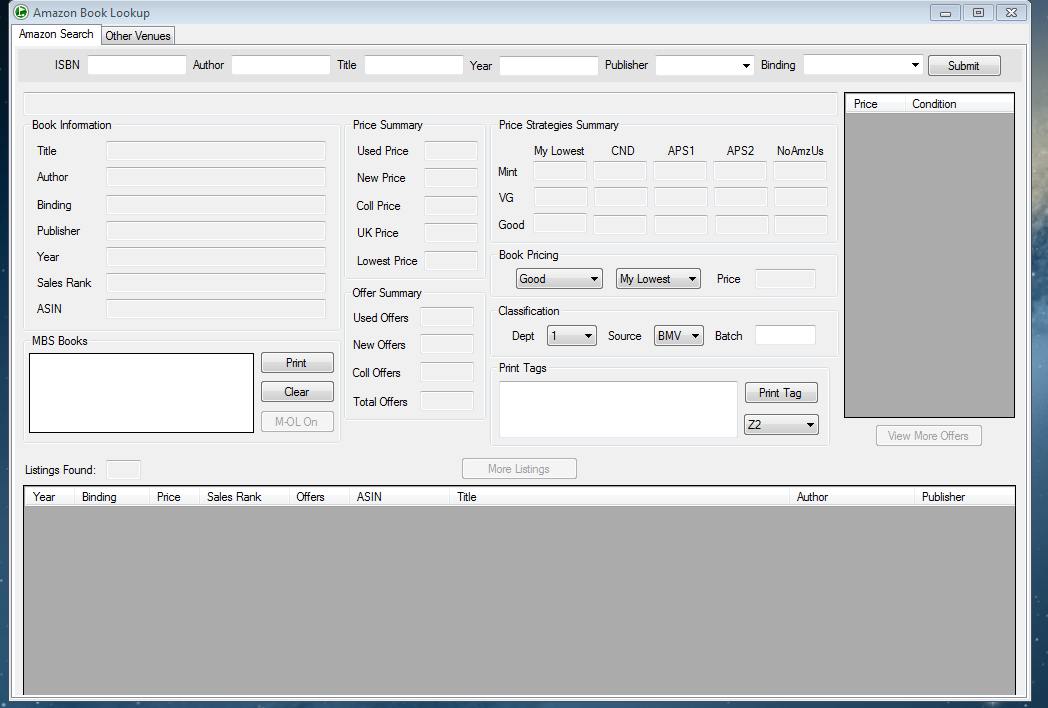 Amazon Book Lookup
Amazon Search Other Venues
ISBN Author Title Year Publisher Binding Submit
Price Condition
Book Information
Title
Author
Binding
Publisher
Year
Sales Rank
ASIN
Price Summary
Used Price
New Price
Coll Price
UK Price
Lowest Price
Price Strategies Summary
My Lowest CND APS1 APS2 NoAmzUs
Mint
VG
Good
Book Pricing
Good My Lowest Price
Offer Summary
Used Offers
New Offers
Coll Offers
Total Offers
Classification
Dept 1 Source BMV Batch
MBS Books
Print
Clear
M-OL On
Print Tags
Print Tag
Z2
View More Offers
Listings Found: More Listings
Year Binding Price Sales Rank Offers ASIN Title Author Publisher